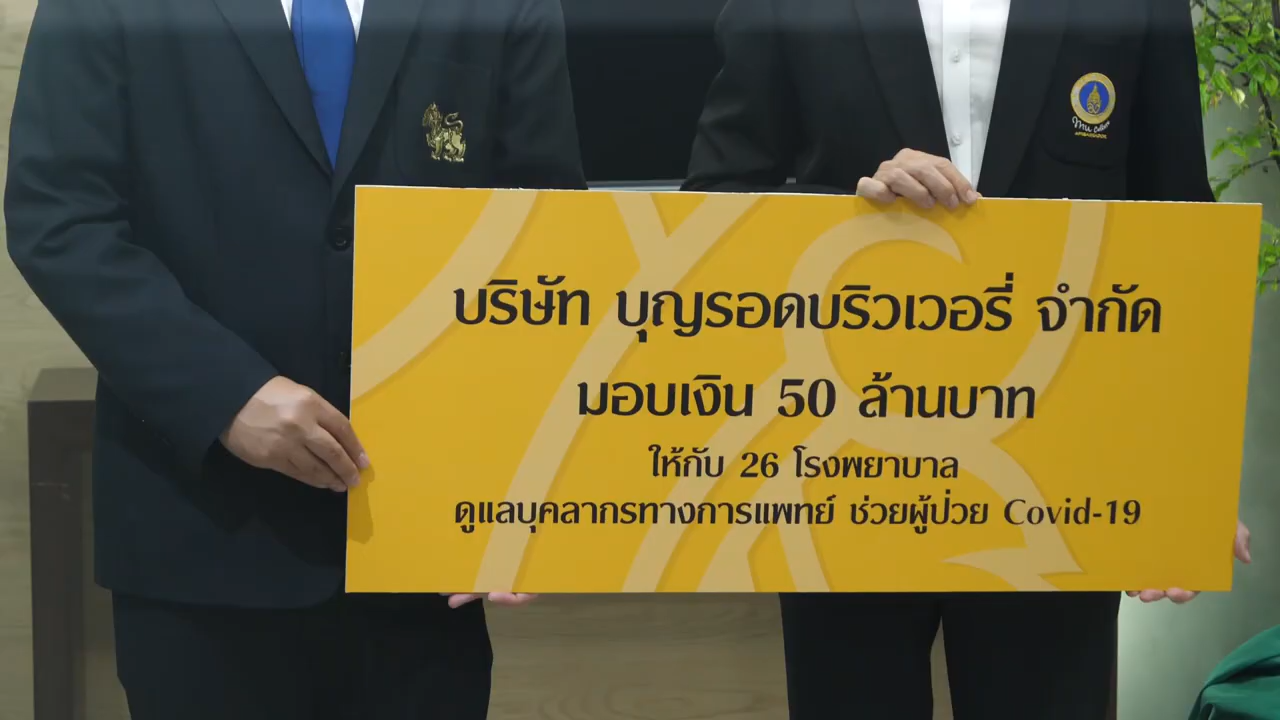 บริษัท บุญรอดบริวเวอรี่ จำกัด
มอบเงิน 50 ล้านบาท
ให้กับ 26 โรงพยาบาล
ดูแลบุคลากรทางการแพทย์ ช่วยผู้ป่วย Covid-19